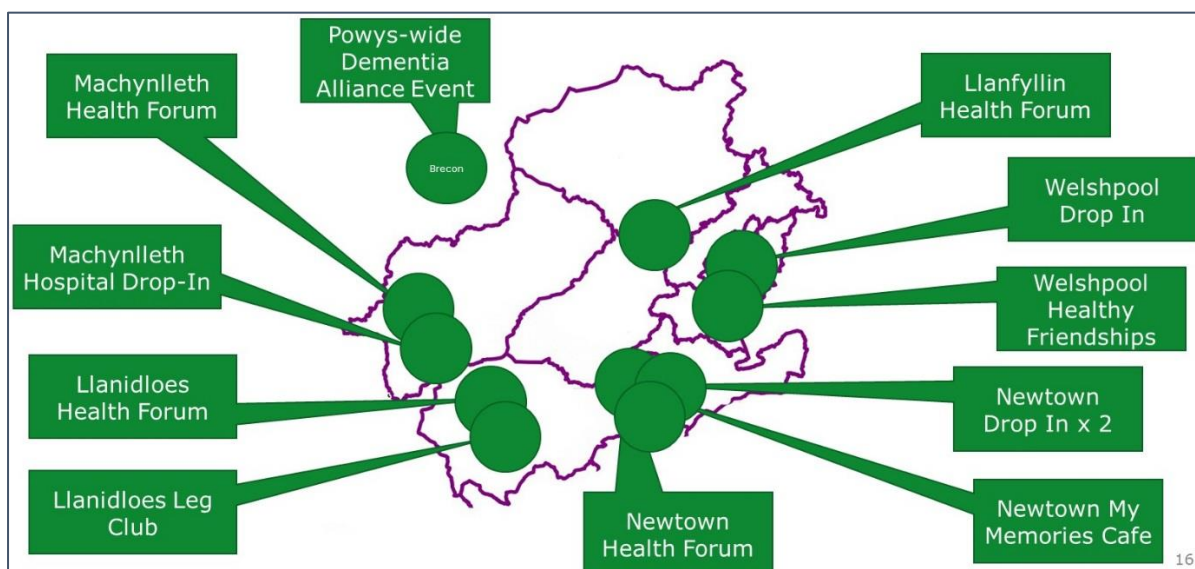 Powys-wide
Dementia
Alliance Event
Machynlleth
Health Forum
Llanfyllin
Health Forum
Brecon
Welshpool
Drop In
Machynlleth
Hospital Drop-In
Welshpool
Healthy
Friendships
Llanidloes
Health Forum
Newtown
Drop In x 2
Llanidloes Leg
Club
Newtown
Health Forum
Newtown My
Memories Cafe
16